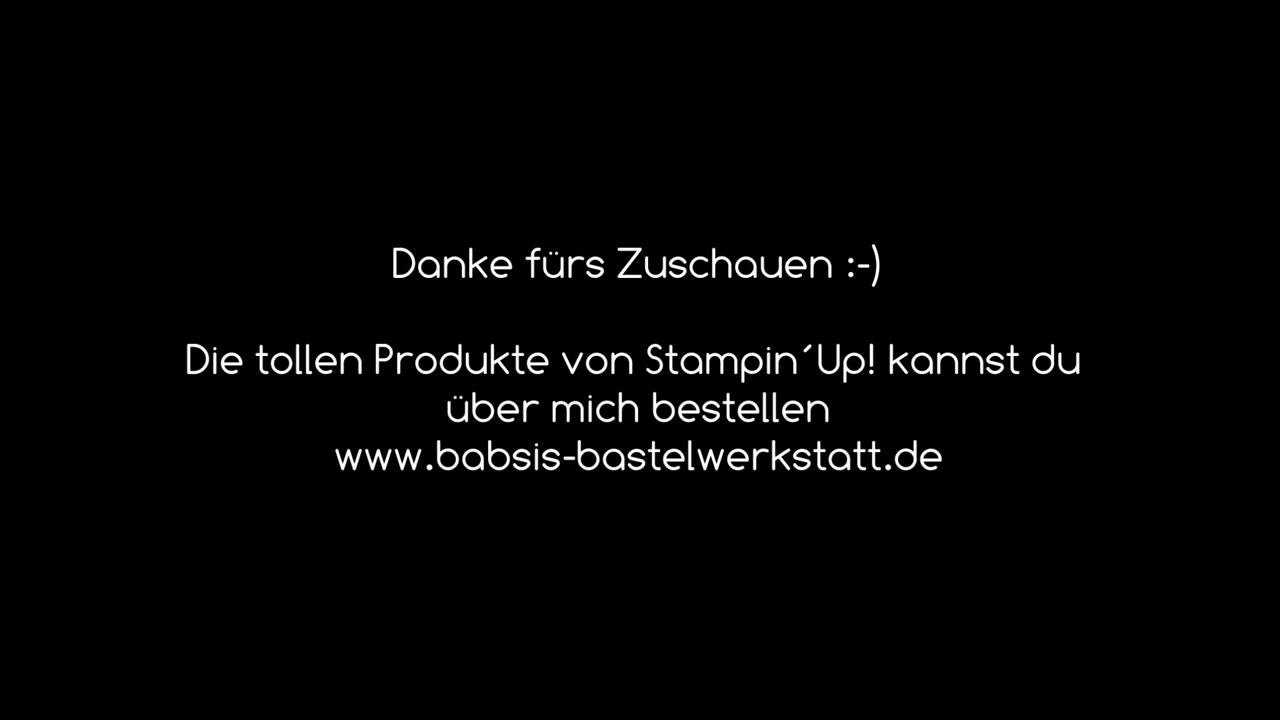 Danke fürs Zuschauen :-)
Die tollen Produkte von Stampin´Up! kannst du
über mich bestellen
www.babsis-bastelwerkstatt.de